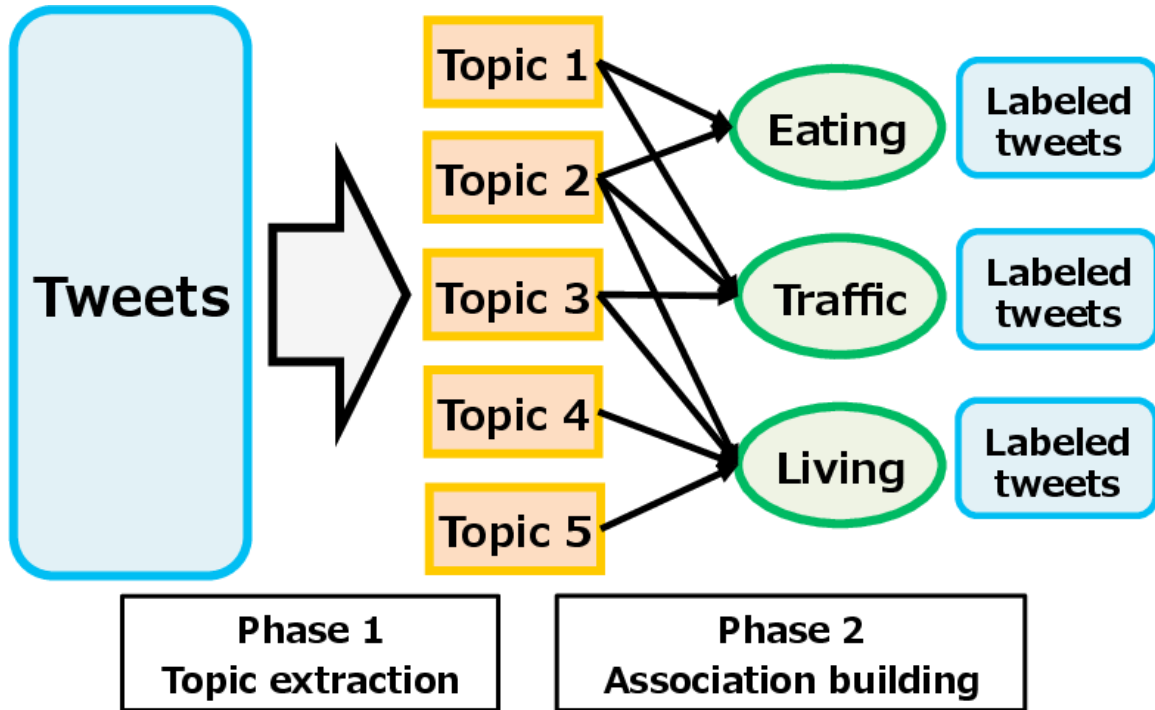 Tweets
Topic 1
Topic 2
Topic 3
Topic 4
Topic 5
Eating
Traffic
Living
Labeled
tweets
Labeled
tweets
Labeled
tweets
Phase 1
Topic extraction
Phase 2
Association building